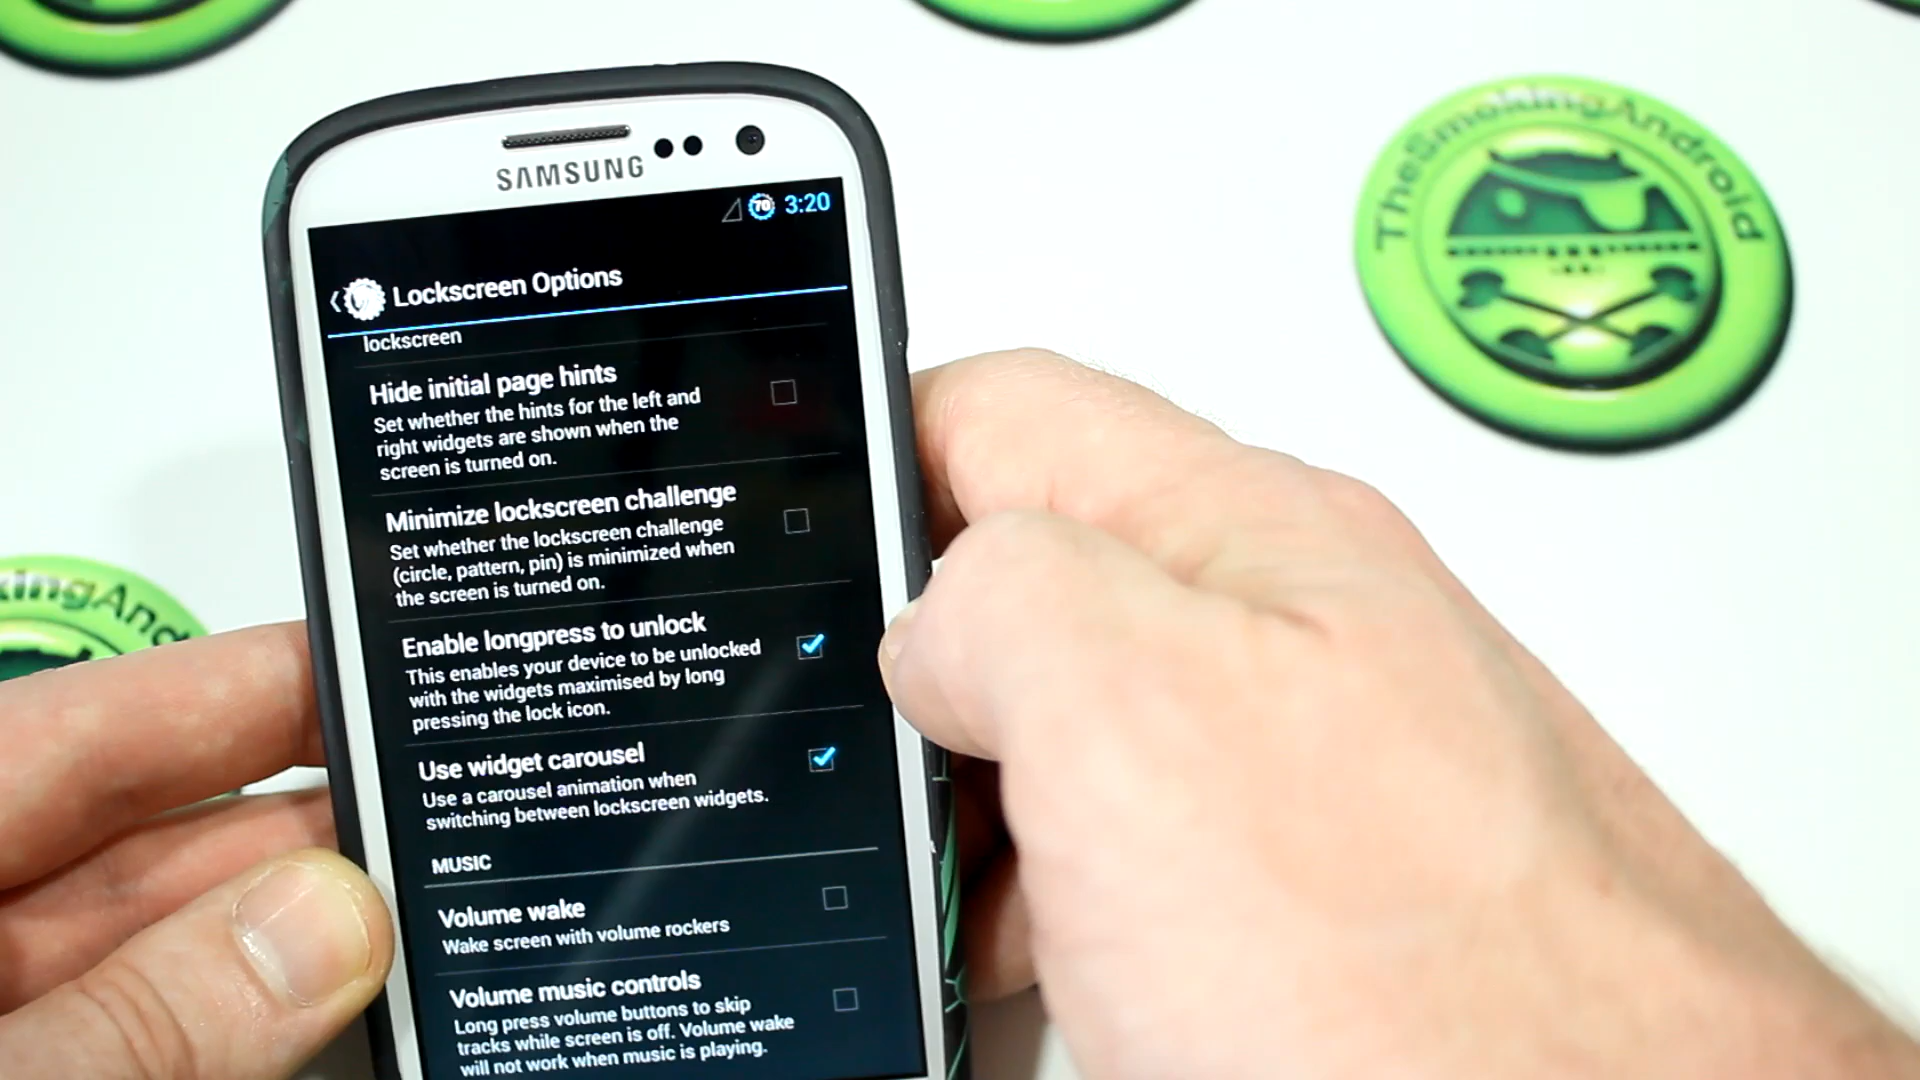 SAMSUNG
70 3:20
Lockscreen Options
lockscreen
Hide initial page hints
Set whether the hints for the left and
right widgets are shown when the
screen is turned on.
Minimize lockscreen challenge
Set whether the lockscreen challenge
(circle, pattern, pin) is minimized when
the screen is turned on.
Enable longpress to unlock
This enables your device to be unlocked
with the widgets maximised by long
pressing the lock icon.
Use widget carousel
Use a carousel animation when
switching between lockscreen widgets.
MUSIC
Volume wake
Wake screen with volume rockers
Volume music controls
Long press volume buttons to skip
tracks while screen is off. Volume wake
will not work when music is playing.
TheSmokingAndroid
kingAnd